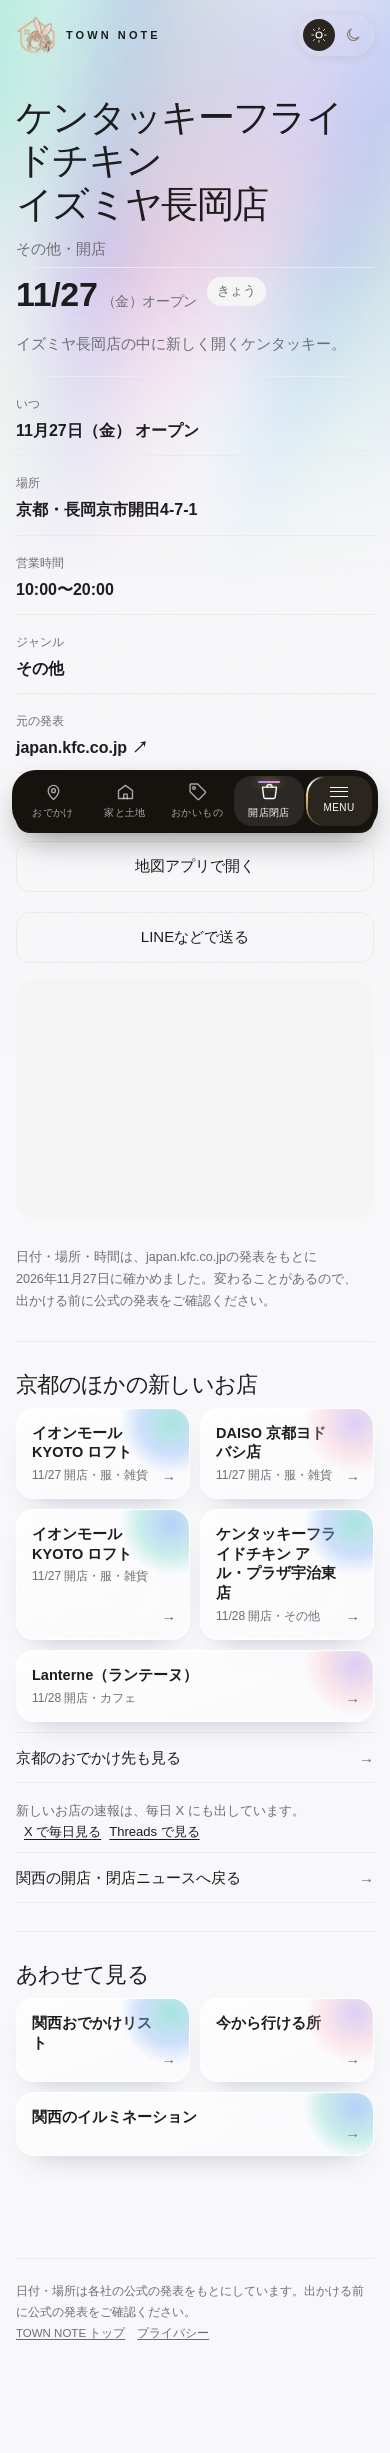 TOWN NOTE
ケンタッキーフライ
ドチキン
イズミヤ長岡店
その他・開店
11/27 （金）オープン きょう
イズミヤ長岡店の中に新しく開くケンタッキー。
いつ
11月27日（金） オープン
場所
京都・長岡京市開田4-7-1
営業時間
10:00〜20:00
ジャンル
その他
元の発表
japan.kfc.co.jp ↗
おでかけ 家と土地 おかいもの 開店閉店 MENU
地図アプリで開く
LINEなどで送る
日付・場所・時間は、japan.kfc.co.jpの発表をもとに
2026年11月27日に確かめました。変わることがあるので、
出かける前に公式の発表をご確認ください。
京都のほかの新しいお店
イオンモール
KYOTO ロフト
11/27 開店・服・雑貨 →
DAISO 京都ヨド
バシ店
11/27 開店・服・雑貨 →
イオンモール
KYOTO ロフト
11/27 開店・服・雑貨
→
ケンタッキーフラ
イドチキン ア
ル・プラザ宇治東
店
11/28 開店・その他 →
Lanterne（ランテーヌ）
11/28 開店・カフェ →
京都のおでかけ先も見る →
新しいお店の速報は、毎日 X にも出しています。
X で毎日見る Threads で見る
関西の開店・閉店ニュースへ戻る →
あわせて見る
関西おでかけリス
ト
→
今から行ける所
→
関西のイルミネーション
→
日付・場所は各社の公式の発表をもとにしています。出かける前
に公式の発表をご確認ください。
TOWN NOTE トップ プライバシー